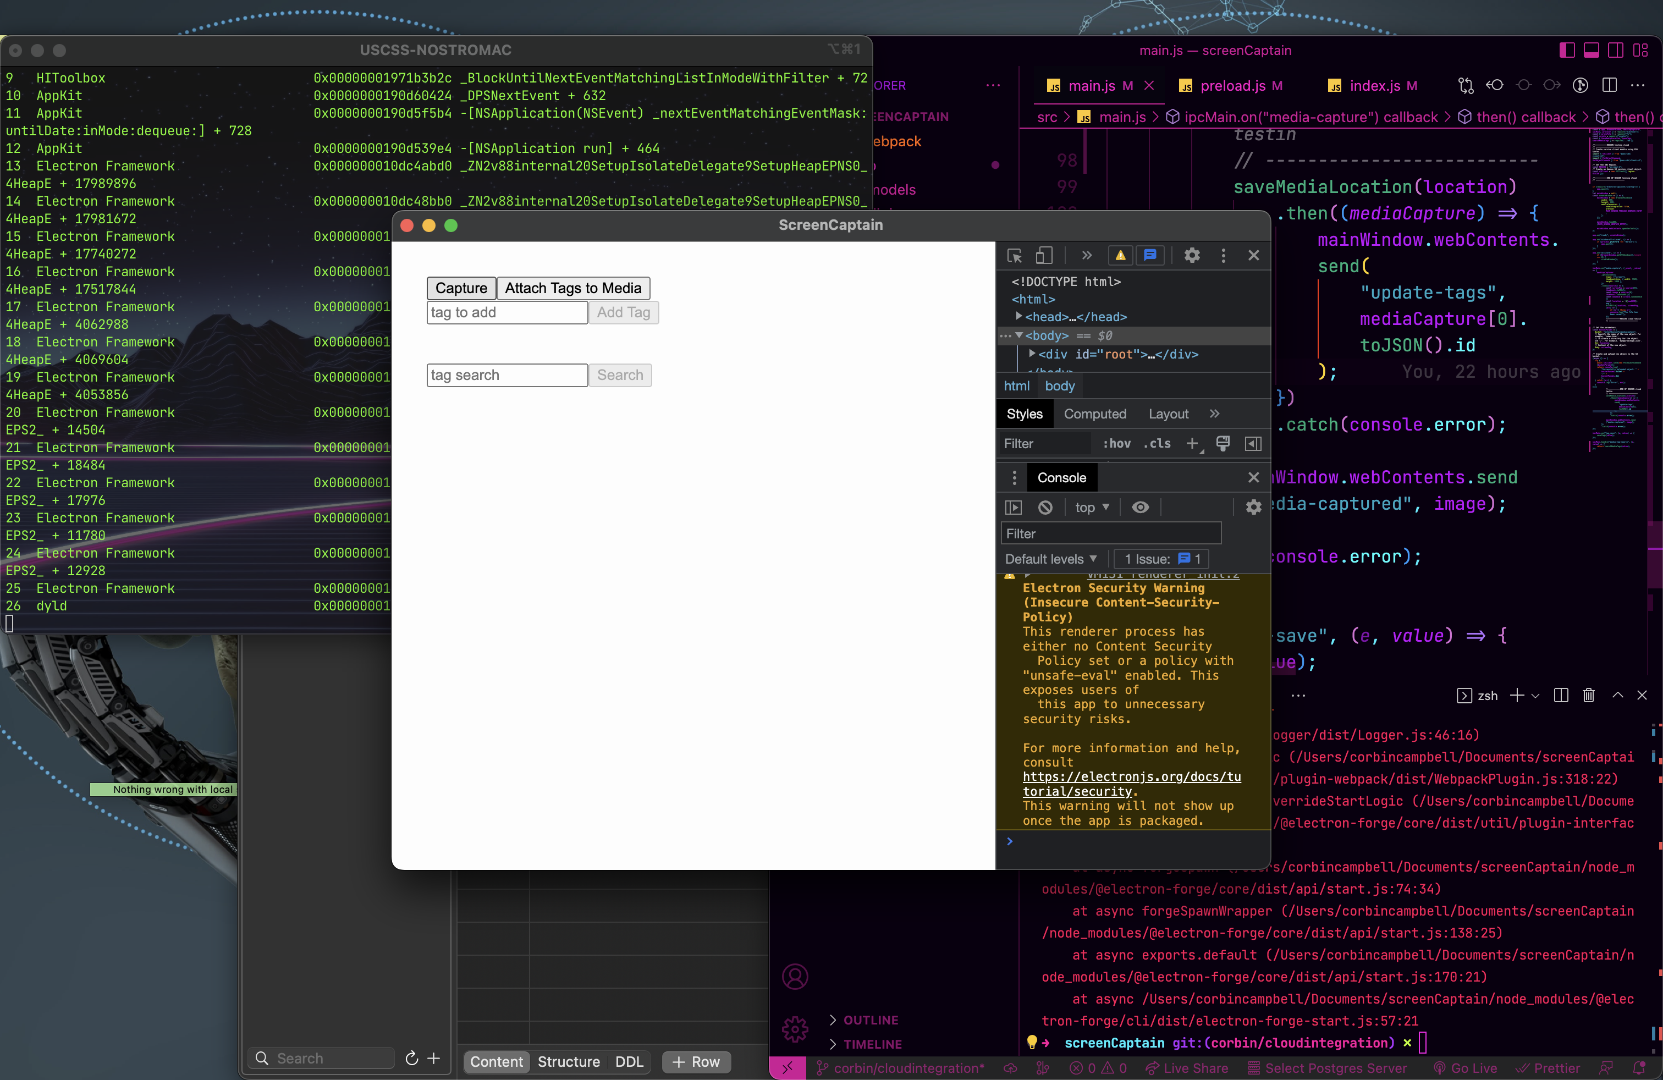 USCSS-NOSTROMAC
⌥⌘1
9 HIToolbox 0x00000001971b3b2c _BlockUntilNextEventMatchingListInModeWithFilter + 72
10 AppKit 0x0000000190d60424 _DPSNextEvent + 632
11 AppKit 0x0000000190d5f5b4 -[NSApplication(NSEvent) _nextEventMatchingEventMask:
untilDate:inMode:dequeue:] + 728
12 AppKit 0x0000000190d539e4 -[NSApplication run] + 464
13 Electron Framework 0x000000010dc4abd0 _ZN2v88internal20SetupIsolateDelegate9SetupHeapEPNS0_
4HeapE + 17989896
14 Electron Framework 0x000000010dc48bb0 _ZN2v88internal20SetupIsolateDelegate9SetupHeapEPNS0_
4HeapE + 17981672
15 Electron Framework 0x00000001
4HeapE + 17740272
16 Electron Framework 0x00000001
4HeapE + 17517844
17 Electron Framework 0x00000001
4HeapE + 4062988
18 Electron Framework 0x00000001
4HeapE + 4069604
19 Electron Framework 0x00000001
4HeapE + 4053856
20 Electron Framework 0x00000001
EPS2_ + 14504
21 Electron Framework 0x00000001
EPS2_ + 18484
22 Electron Framework 0x00000001
EPS2_ + 17976
23 Electron Framework 0x00000001
EPS2_ + 11780
24 Electron Framework 0x00000001
EPS2_ + 12928
25 Electron Framework 0x00000001
26 dyld 0x00000001
Nothing wrong with local
Search
Content Structure DDL + Row
ScreenCaptain
Capture Attach Tags to Media
tag to add Add Tag
tag search Search
<!DOCTYPE html>
<html>
<head>…</head>
<body> == $0
<div id="root">…</div>
html body
Styles Computed Layout »
Filter :hov .cls
Console
top
Filter
Default levels 1 Issue: 1
VM131 renderer_init:2
Electron Security Warning
(Insecure Content-Security-
Policy)
This renderer process has
either no Content Security
Policy set or a policy with
"unsafe-eval" enabled. This
exposes users of
this app to unnecessary
security risks.
For more information and help,
consult
https://electronjs.org/docs/tu
torial/security.
This warning will not show up
once the app is packaged.
main.js — screenCaptain
ORER
ENCAPTAIN
ebpack
models
main.js M preload.js M index.js M
src > main.js > ipcMain.on("media-capture") callback > then() callback > then() c
testin
98 // --------------------------
99 saveMediaLocation(location)
.then((mediaCapture) => {
mainWindow.webContents.
send(
"update-tags",
mediaCapture[0].
toJSON().id
); You, 22 hours ago
})
.catch(console.error);
nWindow.webContents.send
edia-captured", image);
console.error);
-save", (e, value) => {
ue);
zsh
ogger/dist/Logger.js:46:16)
c (/Users/corbincampbell/Documents/screenCaptai
/plugin-webpack/dist/WebpackPlugin.js:318:22)
verrideStartLogic (/Users/corbincampbell/Docume
/@electron-forge/core/dist/util/plugin-interfac
at async forgeSpawn (/Users/corbincampbell/Documents/screenCaptain/node_m
odules/@electron-forge/core/dist/api/start.js:74:34)
at async forgeSpawnWrapper (/Users/corbincampbell/Documents/screenCaptain
/node_modules/@electron-forge/core/dist/api/start.js:138:25)
at async exports.default (/Users/corbincampbell/Documents/screenCaptain/n
ode_modules/@electron-forge/core/dist/api/start.js:170:21)
at async /Users/corbincampbell/Documents/screenCaptain/node_modules/@elec
tron-forge/cli/dist/electron-forge-start.js:57:21
screenCaptain git:(corbin/cloudintegration) ×
OUTLINE
TIMELINE
corbin/cloudintegration* 0 0 Live Share Select Postgres Server Go Live Prettier